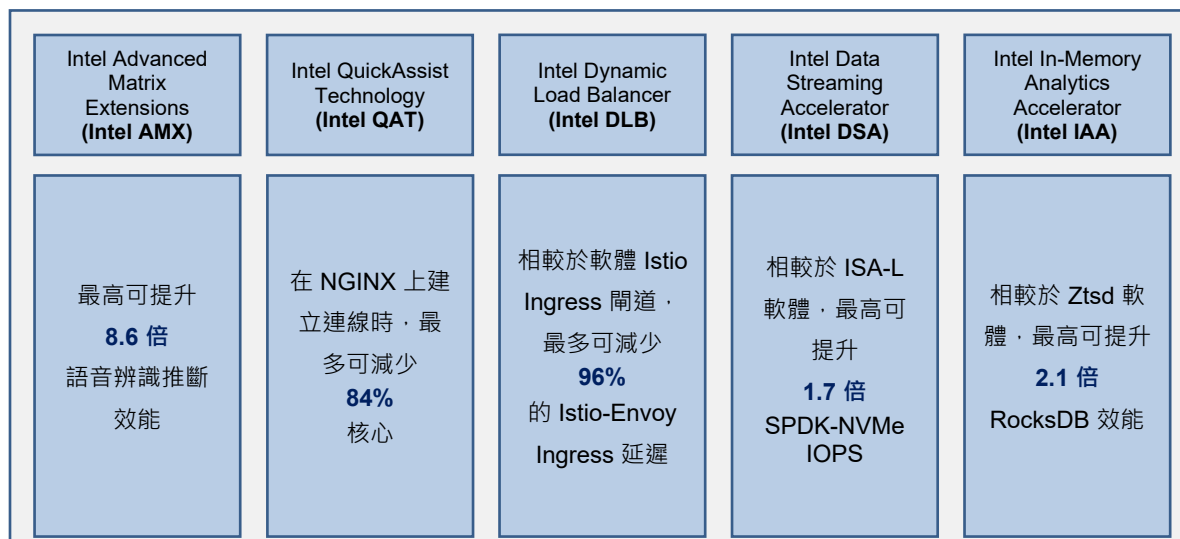 Intel Advanced
Matrix
Extensions
(Intel AMX)
Intel QuickAssist
Technology
(Intel QAT)
Intel Dynamic
Load Balancer
(Intel DLB)
Intel Data
Streaming
Accelerator
(Intel DSA)
Intel In-Memory
Analytics
Accelerator
(Intel IAA)
最高可提升
8.6 倍
語音辨識推斷
效能
在 NGINX 上建
立連線時，最
多可減少
84%
核心
相較於軟體 Istio
Ingress 閘道，
最多可減少
96%
的 Istio-Envoy
Ingress 延遲
相較於 ISA-L
軟體，最高可
提升
1.7 倍
SPDK-NVMe
IOPS
相較於 Ztsd 軟
體，最高可提升
2.1 倍
RocksDB 效能